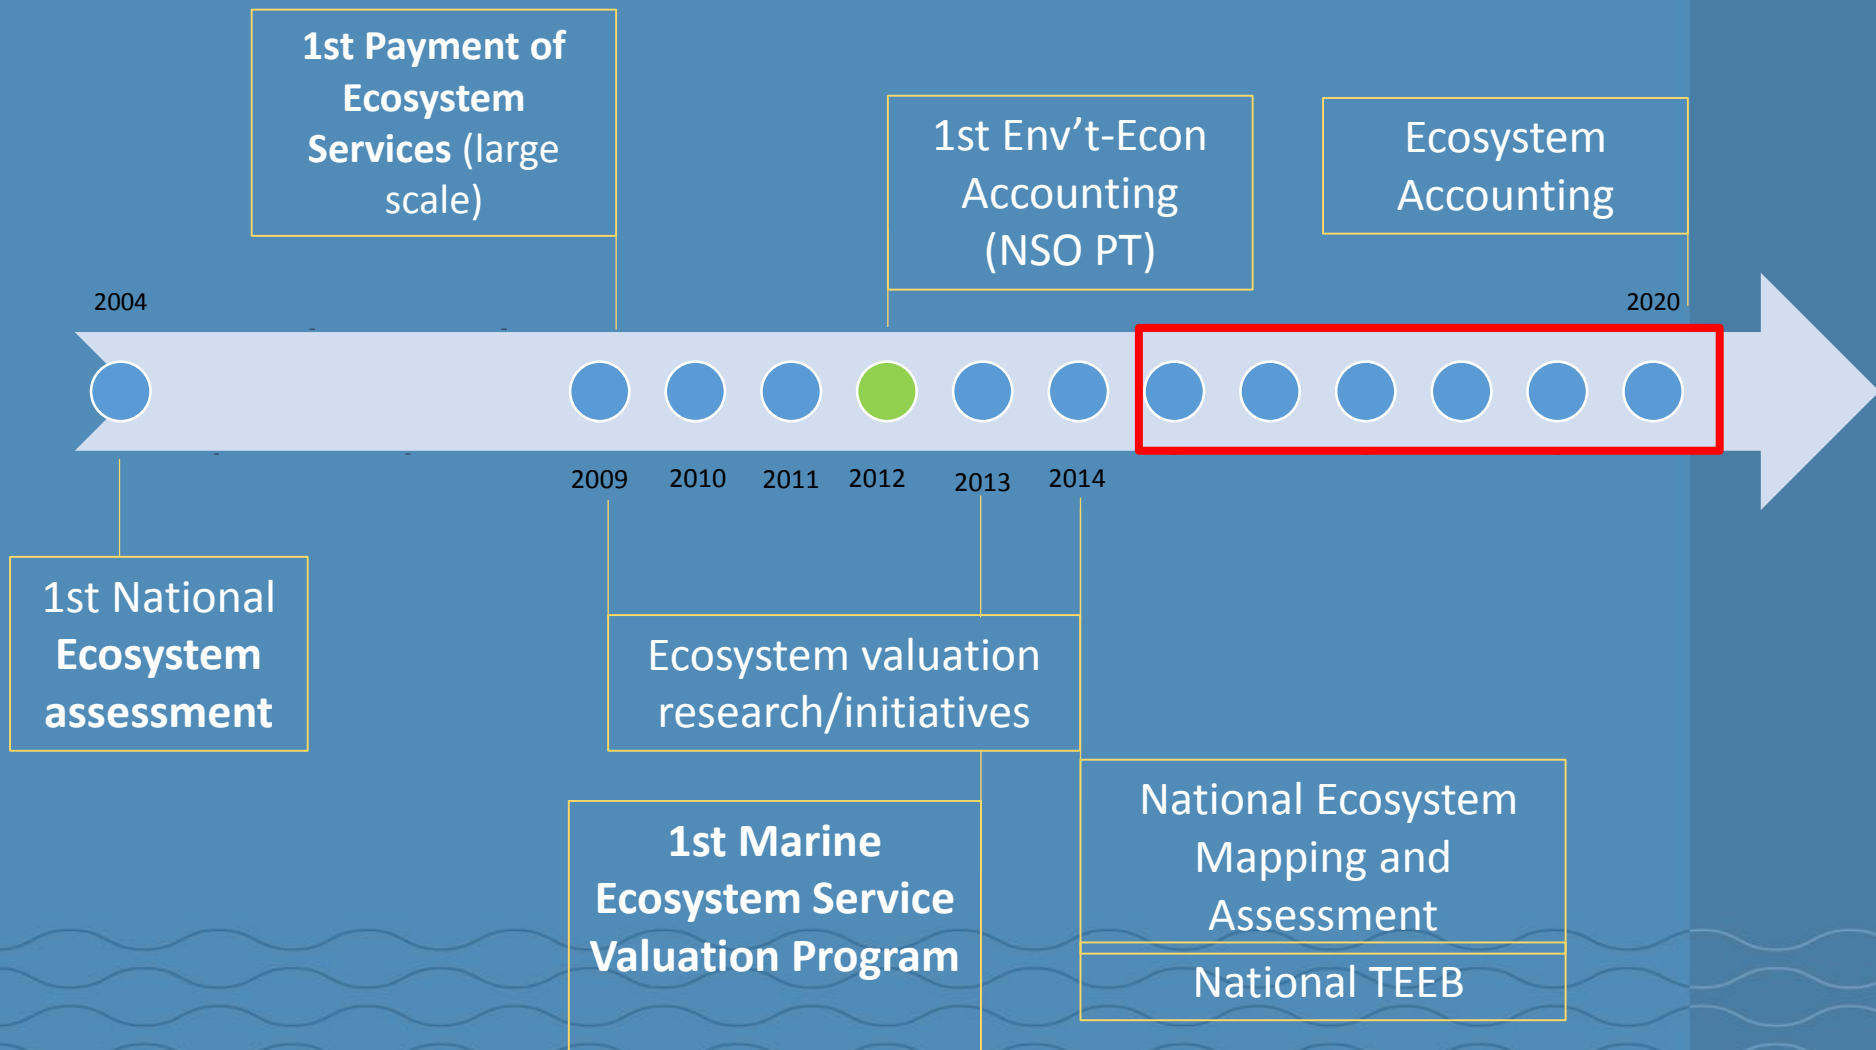 1st Payment of
Ecosystem
Services (large
scale)
1st Env't-Econ
Accounting
(NSO PT)
Ecosystem
Accounting
2004
2020
2009
2010
2011
2012
2013
2014
1st National
Ecosystem
assessment
Ecosystem valuation
research/initiatives
1st Marine
Ecosystem Service
Valuation Program
National Ecosystem
Mapping and
Assessment
National TEEB